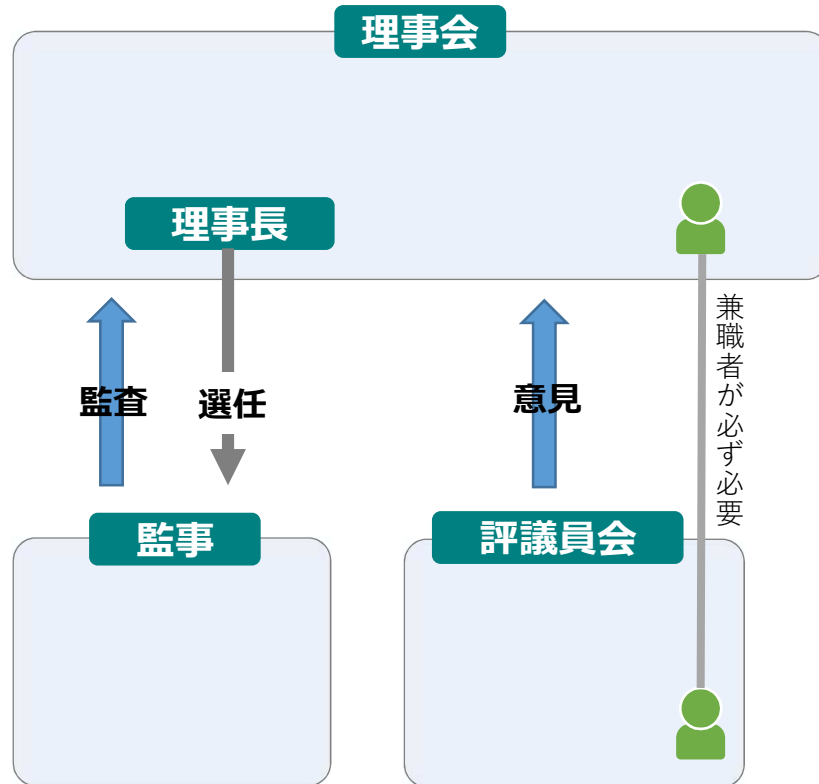 理事会
理事長
監査
選任
意見
兼職者が必ず必要
監事
評議員会